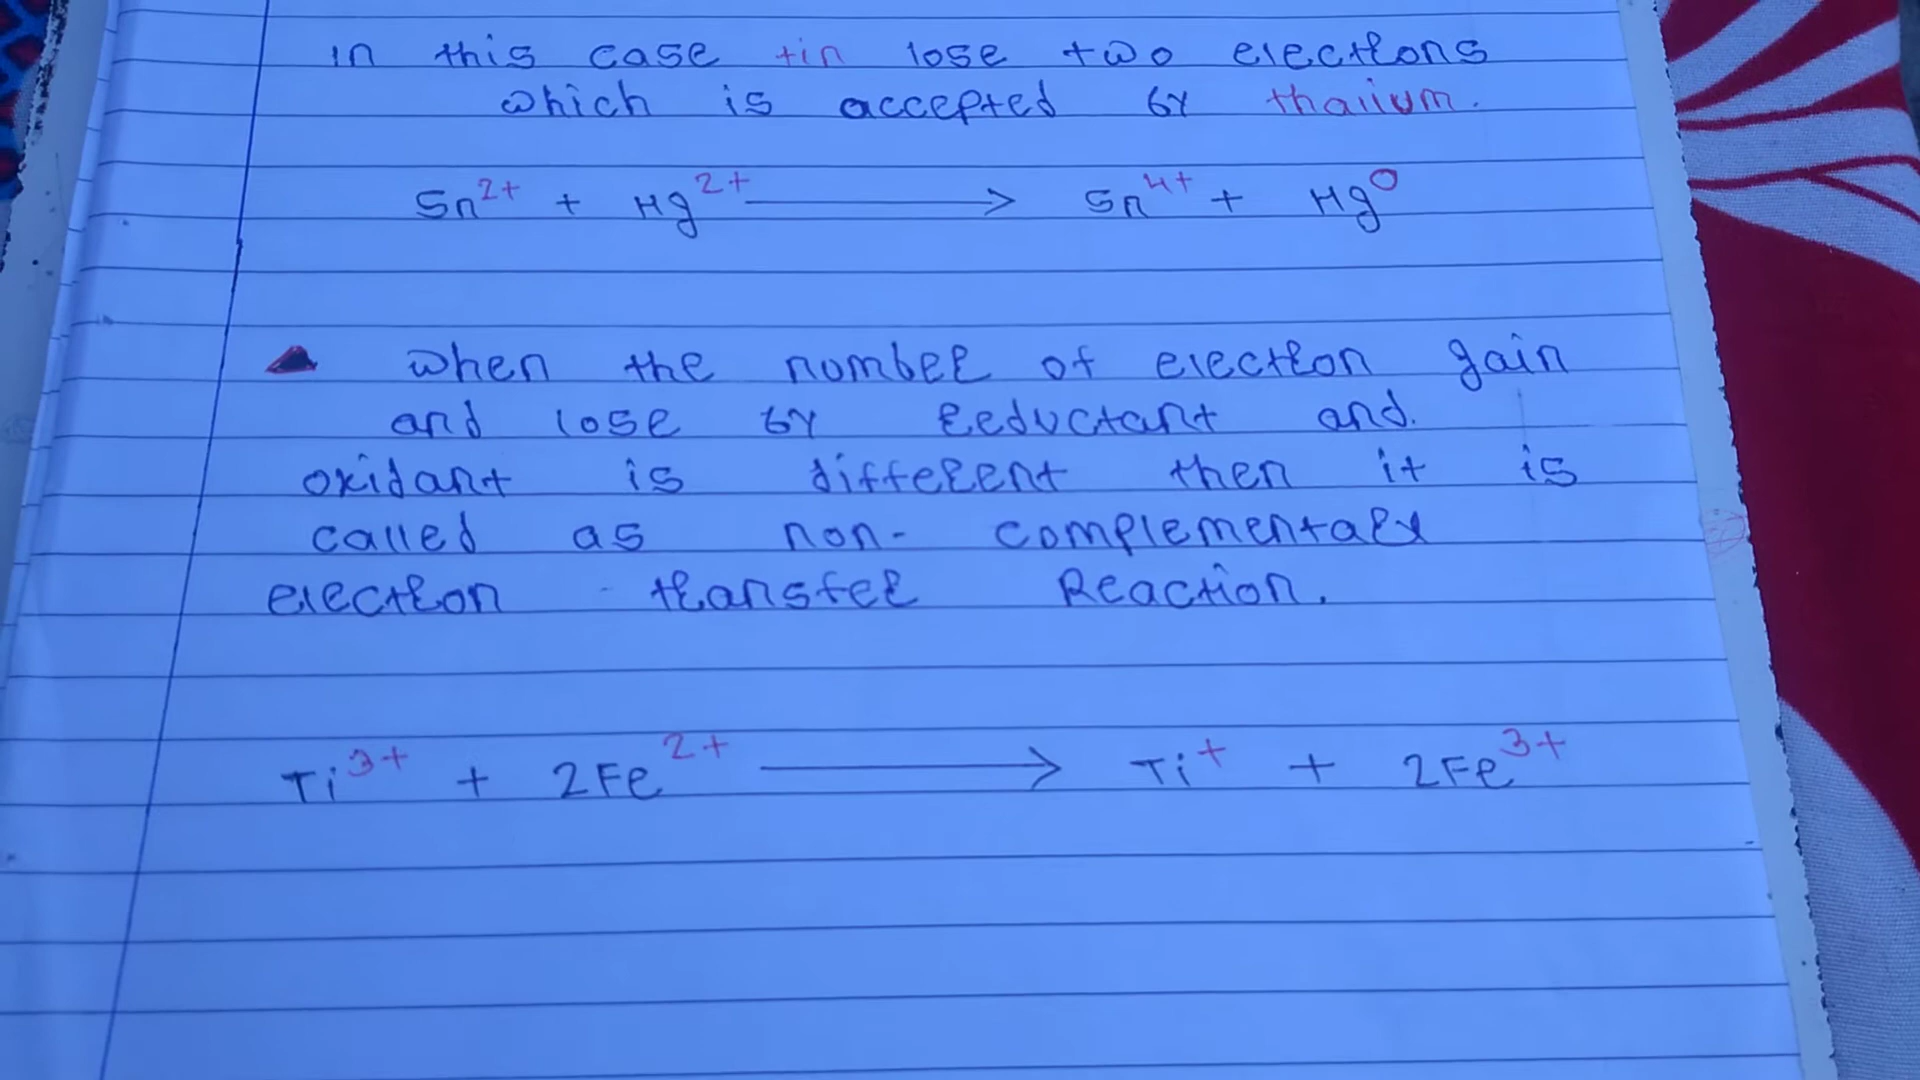 in this case tin lose two electrons
which is accepted by thallium.
Sn²⁺ + Hg²⁺ ⟶ Sn⁴⁺ + Hg⁰
when the number of electron gain
and lose by reductant and.
oxidant is different then it is
called as non- complementary
electron transfer Reaction.
Ti³⁺ + 2Fe²⁺ ⟶ Ti⁺ + 2Fe³⁺